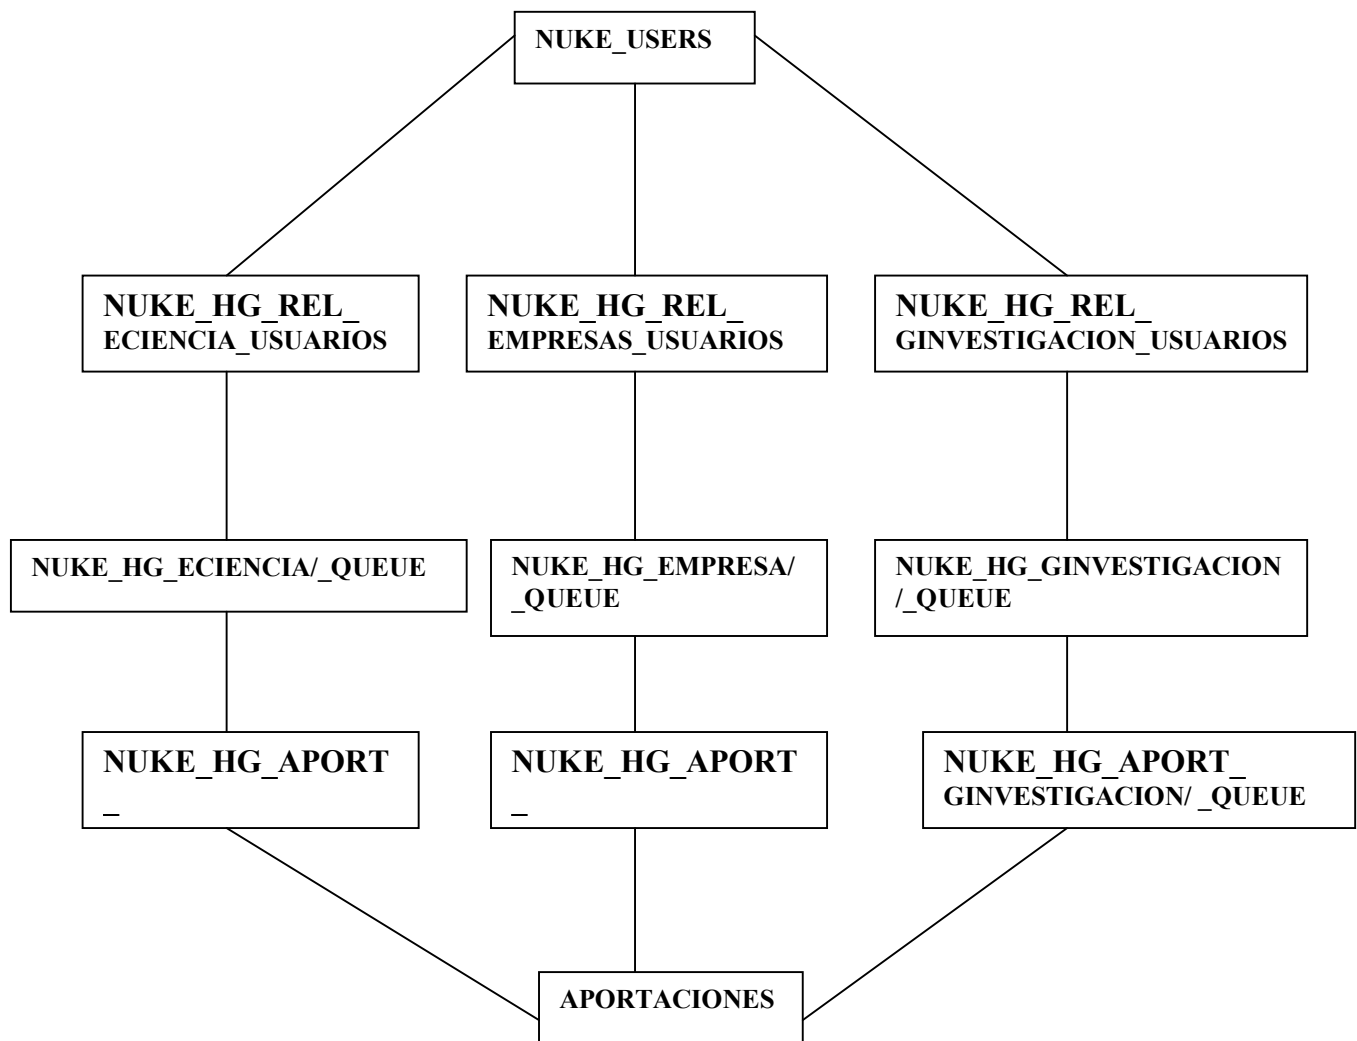 NUKE_USERS
NUKE_HG_REL_
ECIENCIA_USUARIOS
NUKE_HG_REL_
EMPRESAS_USUARIOS
NUKE_HG_REL_
GINVESTIGACION_USUARIOS
NUKE_HG_ECIENCIA/_QUEUE
NUKE_HG_EMPRESA/
_QUEUE
NUKE_HG_GINVESTIGACION
/_QUEUE
NUKE_HG_APORT
_
NUKE_HG_APORT
_
NUKE_HG_APORT_
GINVESTIGACION/ _QUEUE
APORTACIONES